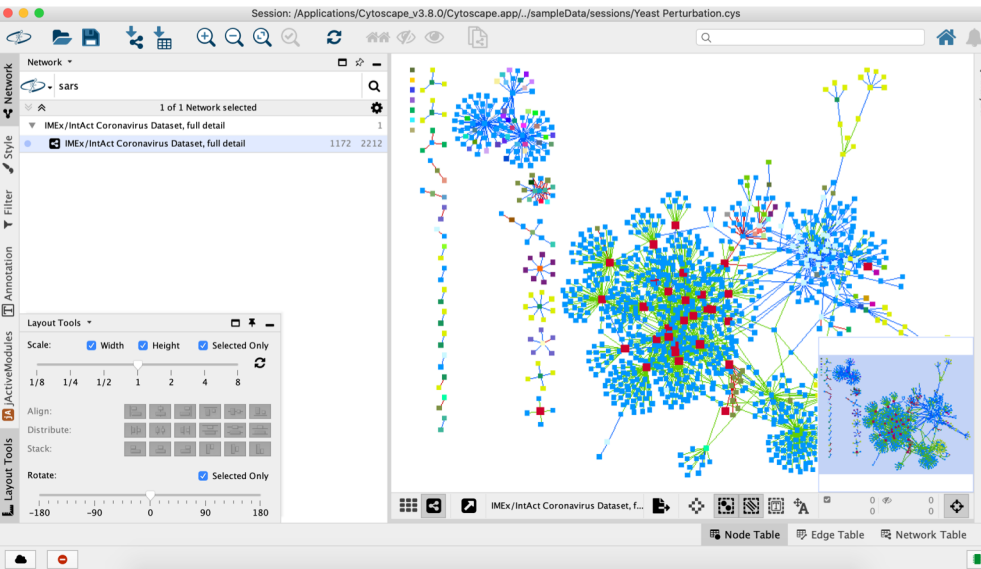 Session: /Applications/Cytoscape_v3.8.0/Cytoscape.app/../sampleData/sessions/Yeast Perturbation.cys
Network
sars
1 of 1 Network selected
IMEx/IntAct Coronavirus Dataset, full detail 1
IMEx/IntAct Coronavirus Dataset, full detail 1172 2212
Network
Style
Filter
Annotation
jActiveModules
JA
Layout Tools
Layout Tools
Scale: Width Height Selected Only
1/8 1/4 1/2 1 2 4 8
Align:
Distribute:
Stack:
Rotate: Selected Only
-180 -90 0 90 180
IMEx/IntAct Coronavirus Dataset, f...
0 0
0 0
Node Table Edge Table Network Table